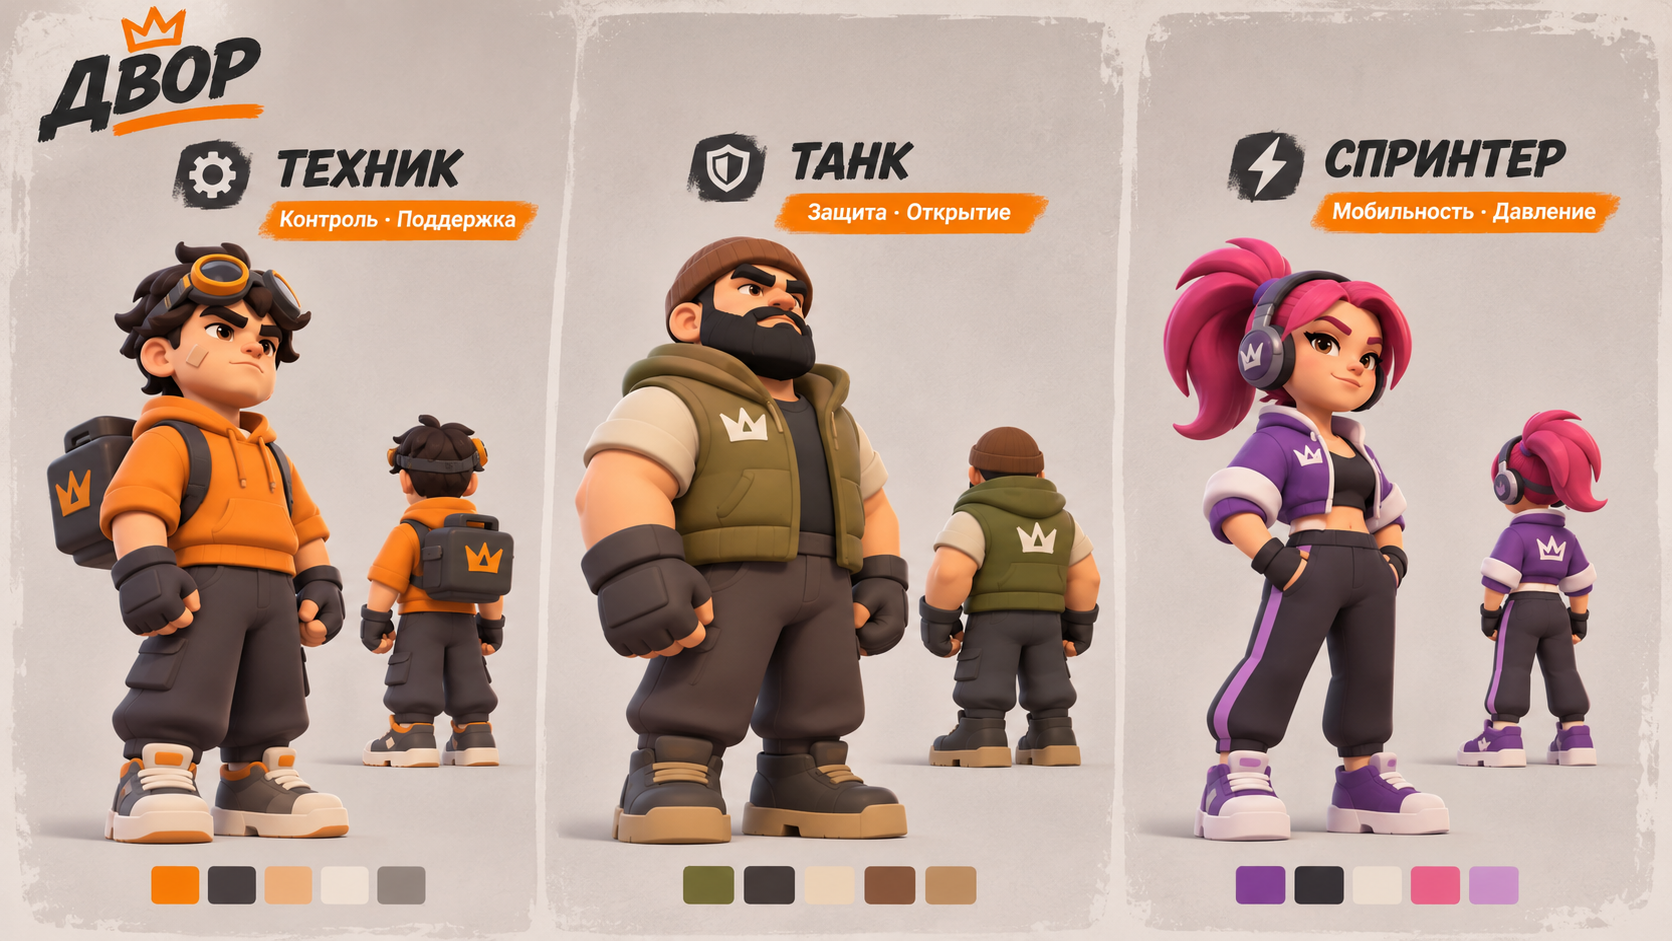 ДВОР
ТЕХНИК
Контроль · Поддержка
ТАНК
Защита · Открытие
СПРИНТЕР
Мобильность · Давление